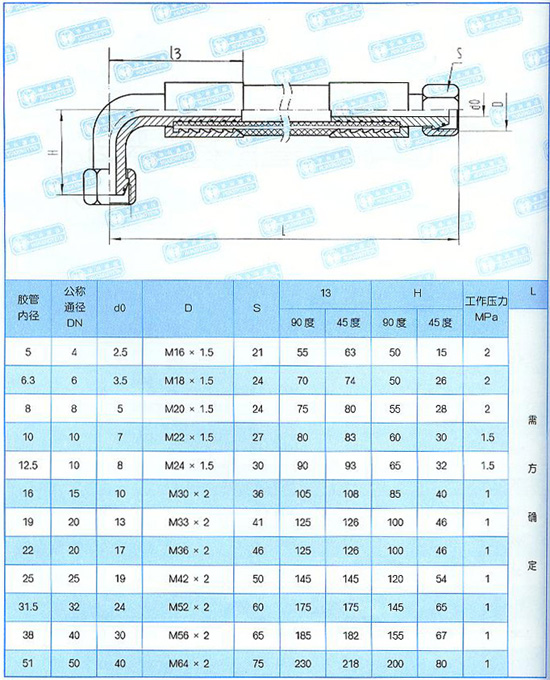 l3
S
H
d0
D
L
胶管内径 公称通径DN d0 D S 13 H 工作压力MPa L
90度 45度 90度 45度
5 4 2.5 M16 × 1.5 21 55 63 50 15 2
6.3 6 3.5 M18 × 1.5 24 70 74 50 26 2
8 8 5 M20 × 1.5 24 75 80 55 28 2
10 10 7 M22 × 1.5 27 80 83 60 30 1.5
12.5 10 8 M24 × 1.5 30 90 93 65 32 1.5
16 15 10 M30 × 2 36 105 108 85 40 1
19 20 13 M33 × 2 41 125 126 100 46 1
22 20 17 M36 × 2 46 125 126 100 46 1
25 25 19 M42 × 2 50 145 145 120 54 1
31.5 32 24 M52 × 2 60 175 175 145 65 1
38 40 30 M56 × 2 65 185 182 155 67 1
51 50 40 M64 × 2 75 230 218 200 80 1
需方确定